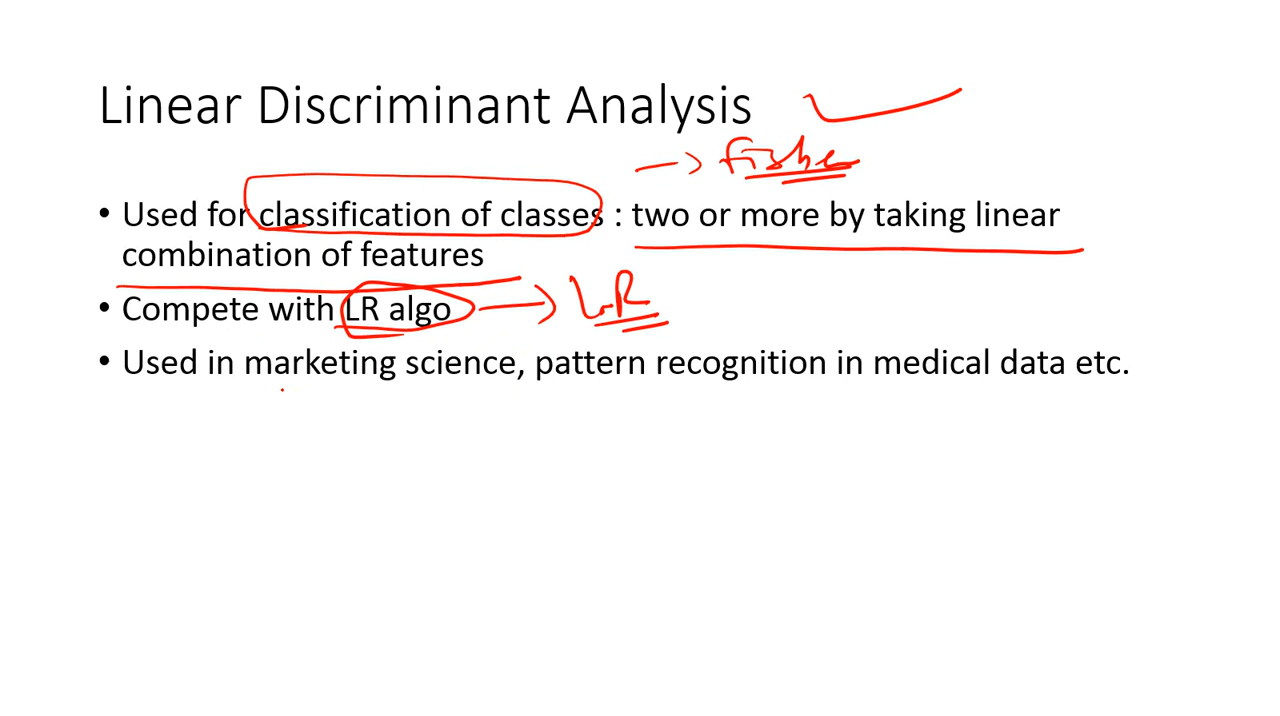 Linear Discriminant Analysis
→ Fisher
• Used for classification of classes : two or more by taking linear
combination of features
• Compete with LR algo → LR
• Used in marketing science, pattern recognition in medical data etc.